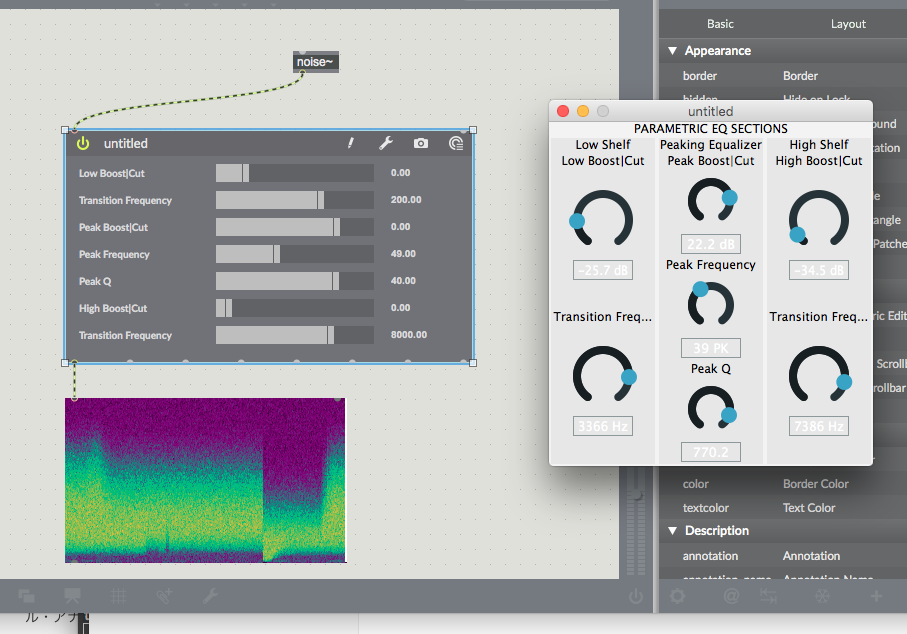 Basic Layout
Appearance
border Border
hidden Hide on Lock
noise~
untitled
Low Boost|Cut 0.00
Transition Frequency 200.00
Peak Boost|Cut 0.00
Peak Frequency 49.00
Peak Q 40.00
High Boost|Cut 0.00
Transition Frequency 8000.00
untitled
PARAMETRIC EQ SECTIONS
Low Shelf
Low Boost|Cut
-25.7 dB
Transition Freq...
3366 Hz
Peaking Equalizer
Peak Boost|Cut
22.2 dB
Peak Frequency
39 PK
Peak Q
770.2
High Shelf
High Boost|Cut
-34.5 dB
Transition Freq...
7386 Hz
color Border Color
textcolor Text Color
Description
annotation Annotation
annotation_name Annotation Name
ル・アナ